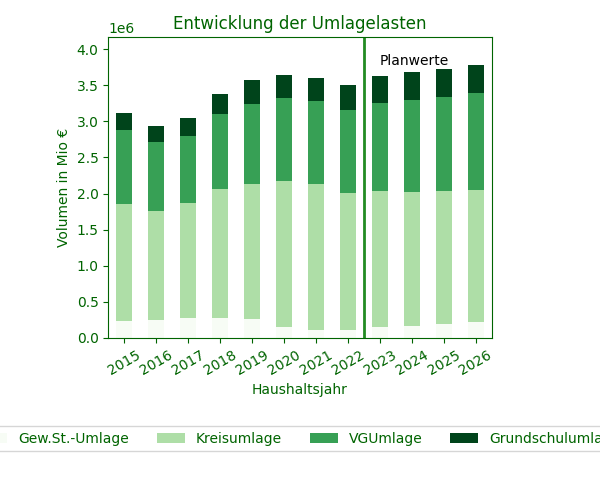 Entwicklung der Umlagelasten
1e6
4.0
3.5
3.0
2.5
2.0
1.5
1.0
0.5
0.0
Volumen in Mio €
Planwerte
2015 2016 2017 2018 2019 2020 2021 2022 2023 2024 2025 2026
Haushaltsjahr
Gew.St.-Umlage Kreisumlage VGUmlage Grundschulumla